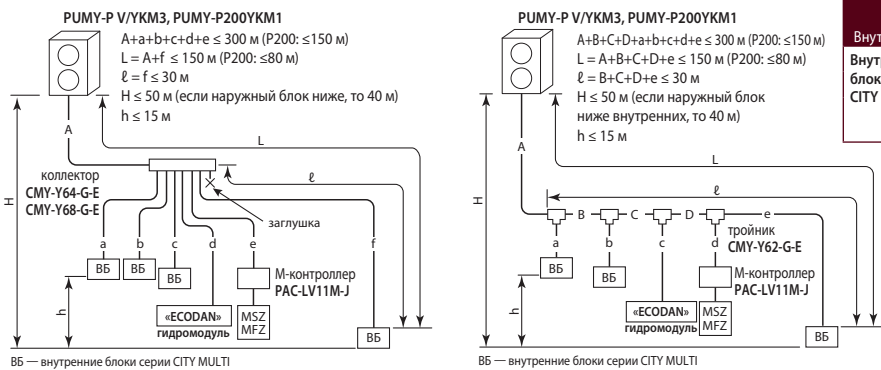 PUMY-P V/YKM3, PUMY-P200YKM1
A+a+b+c+d+e ≤ 300 м (P200: ≤150 м)
L = A+f ≤ 150 м (P200: ≤80 м)
ℓ = f ≤ 30 м
H ≤ 50 м (если наружный блок ниже, то 40 м)
h ≤ 15 м
A
L
H
коллектор
CMY-Y64-G-E
CMY-Y68-G-E
ℓ
заглушка
a b c d e f
ВБ ВБ ВБ
М-контроллер
PAC-LV11M-J
h
«ECODAN»
гидромодуль
MSZ
MFZ
ВБ
ВБ — внутренние блоки серии CITY MULTI
PUMY-P V/YKM3, PUMY-P200YKM1
A+B+C+D+a+b+c+d+e ≤ 300 м (P200: ≤150 м)
L = A+B+C+D+e ≤ 150 м (P200: ≤80 м)
ℓ = B+C+D+e ≤ 30 м
H ≤ 50 м (если наружный блок
ниже внутренних, то 40 м)
h ≤ 15 м
A
L
H
ℓ
B C D e
тройник
CMY-Y62-G-E
a b c d
ВБ ВБ
М-контроллер
PAC-LV11M-J
h
«ECODAN»
гидромодуль
MSZ
MFZ
ВБ
ВБ — внутренние блоки серии CITY MULTI
Внут
Внутр
блок
CITY